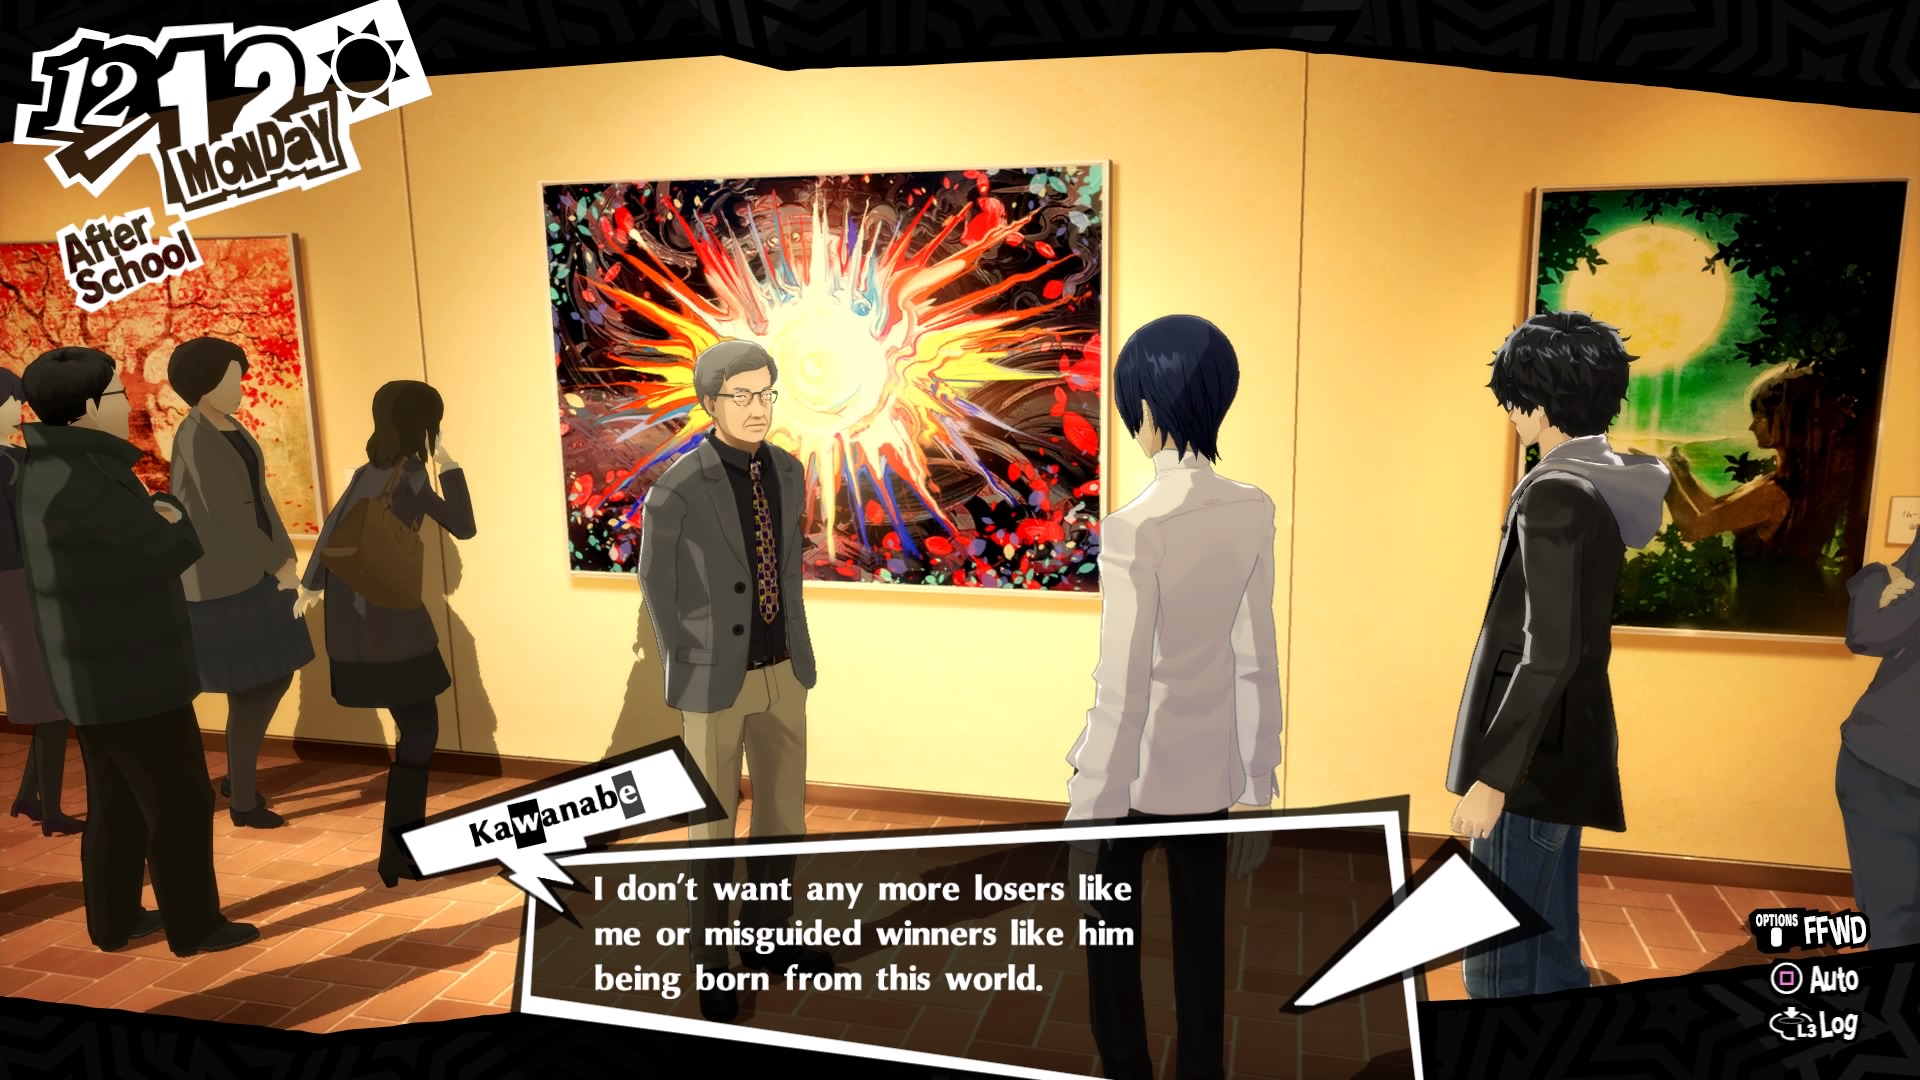 12/12
MONDAY
After
School
Kawanabe
I don't want any more losers like
me or misguided winners like him
being born from this world.
OPTIONS FFWD
Auto
L3 Log